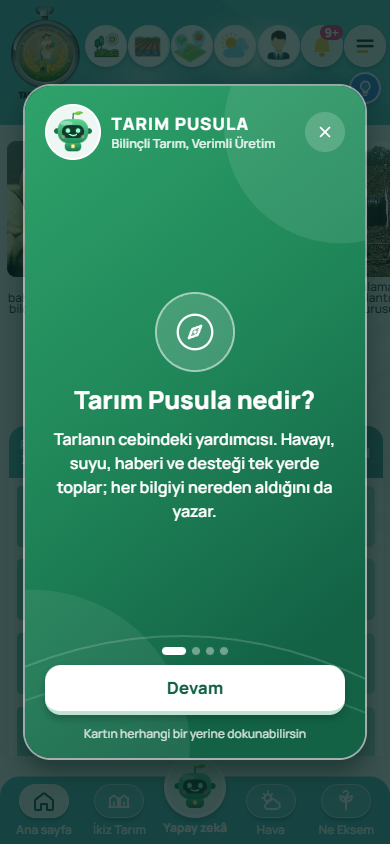 9+
TARIM PUSULA
Bilinçli Tarım, Verimli Üretim
Tarım Pusula nedir?
Tarlanın cebindeki yardımcısı. Havayı,
suyu, haberi ve desteği tek yerde
toplar; her bilgiyi nereden aldığını da
yazar.
Devam
Kartın herhangi bir yerine dokunabilirsin
Ana sayfa
İkiz Tarım
Yapay zekâ
Hava
Ne Eksem